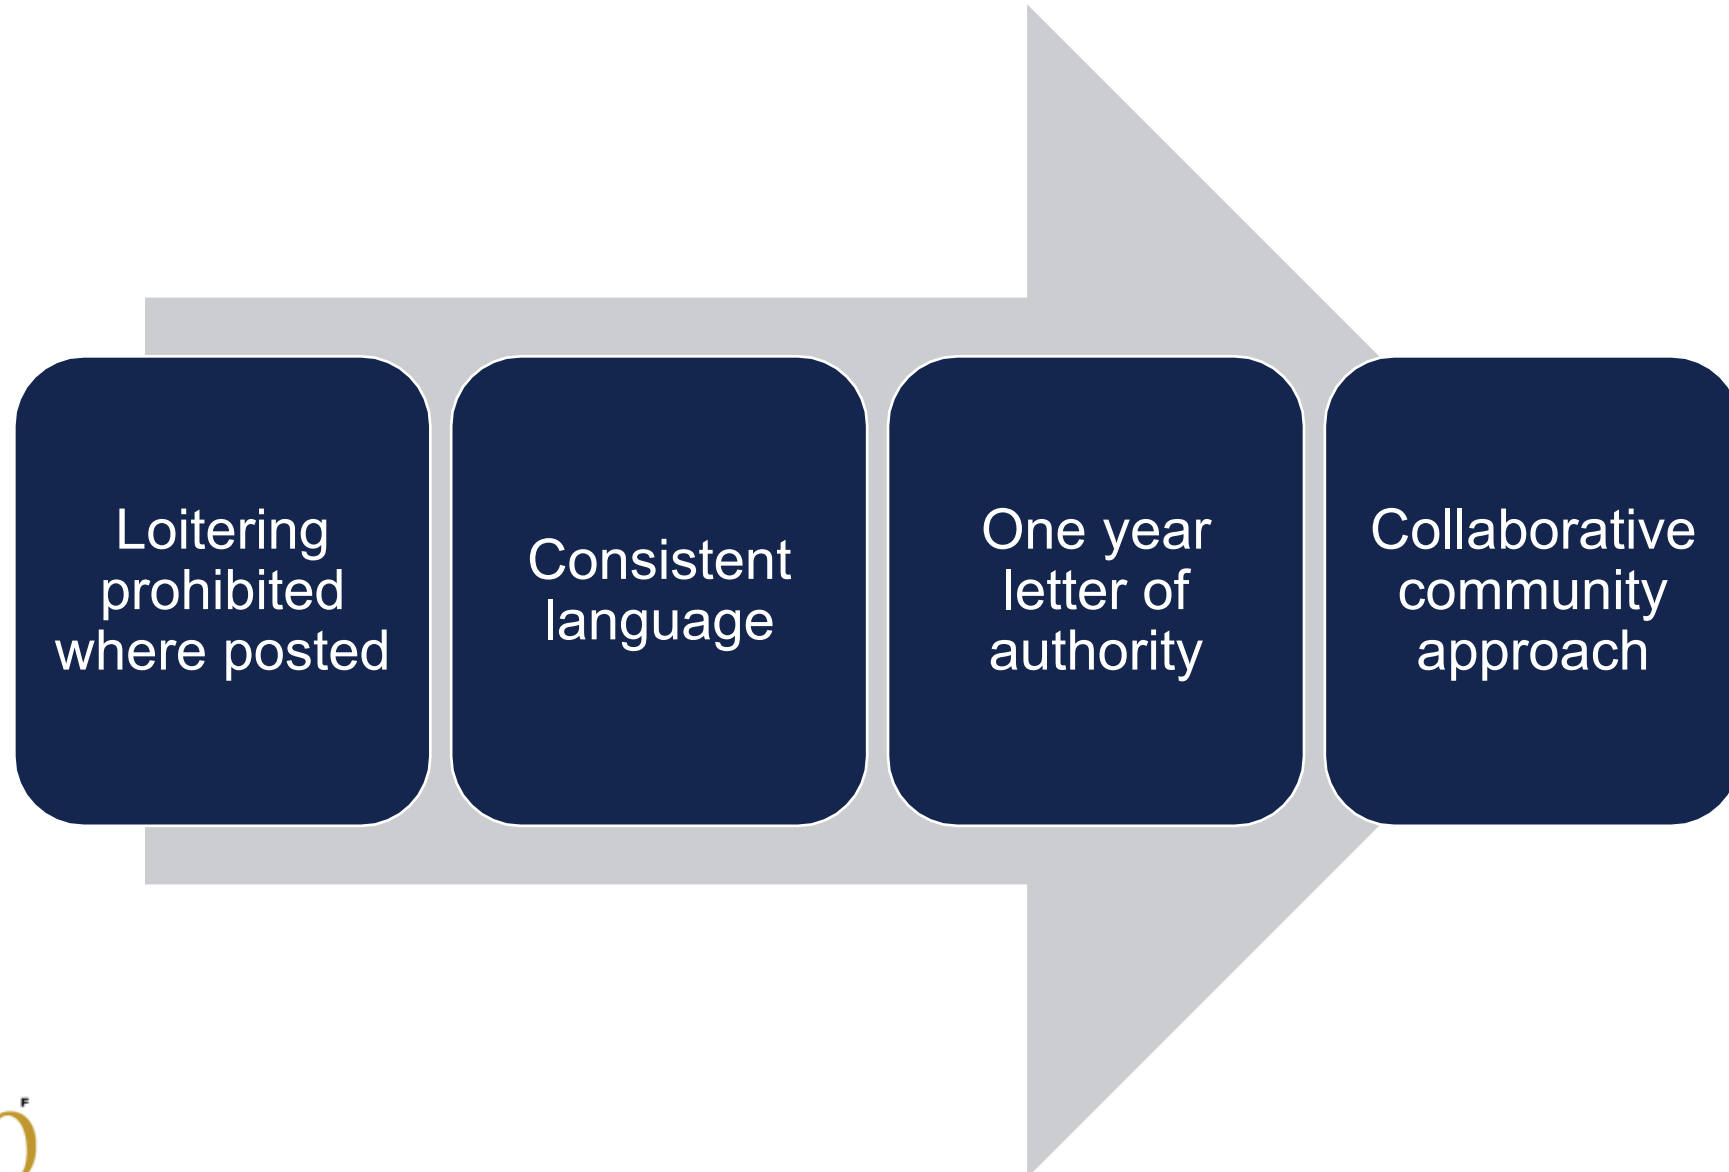 Loitering
prohibited
where posted
Consistent
language
One year
letter of
authority
Collaborative
community
approach
F